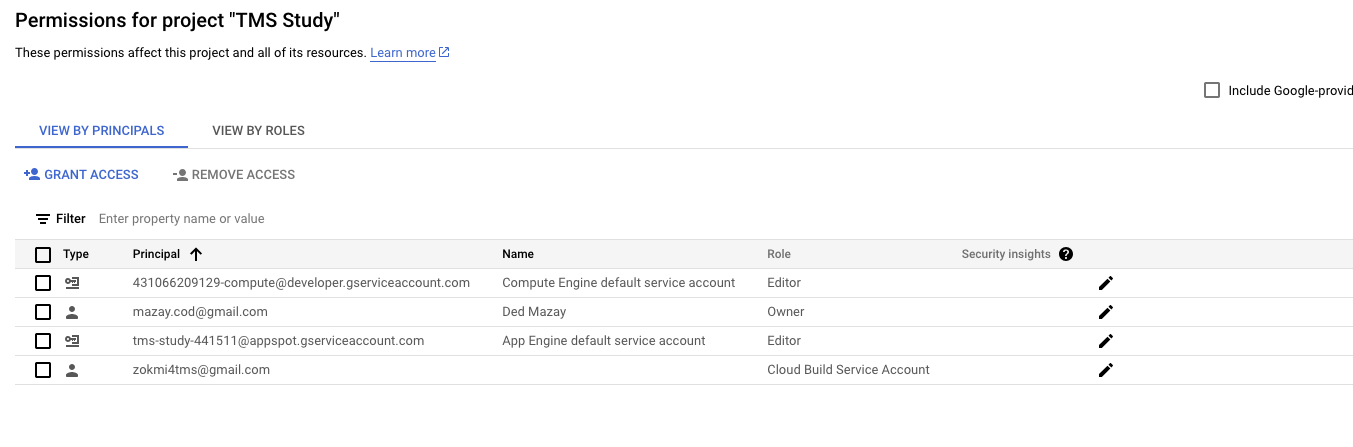 Permissions for project "TMS Study"
These permissions affect this project and all of its resources. Learn more
Include Google-provid
VIEW BY PRINCIPALS VIEW BY ROLES
GRANT ACCESS REMOVE ACCESS
Filter Enter property name or value
Type Principal Name Role Security insights
431066209129-compute@developer.gserviceaccount.com Compute Engine default service account Editor
mazay.cod@gmail.com Ded Mazay Owner
tms-study-441511@appspot.gserviceaccount.com App Engine default service account Editor
zokmi4tms@gmail.com Cloud Build Service Account